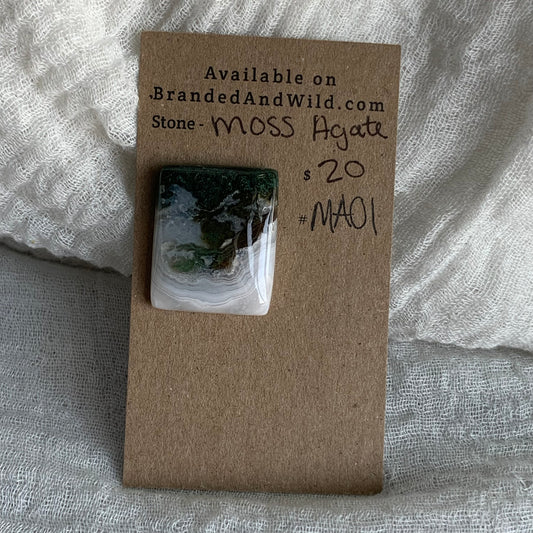 Available on
BrandedAndWild.com
Stone - Moss Agate
$ 20
# MA01